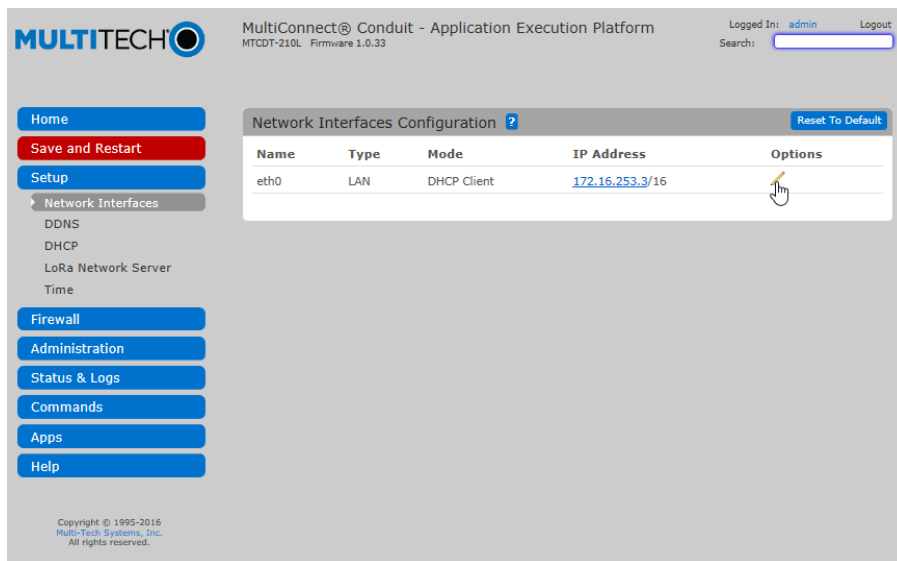 MULTITECH
MultiConnect® Conduit - Application Execution Platform
MTCDT-210L Firmware 1.0.33
Logged In: admin Logout
Search:
Home
Save and Restart
Setup
Network Interfaces
DDNS
DHCP
LoRa Network Server
Time
Firewall
Administration
Status & Logs
Commands
Apps
Help
Copyright © 1995-2016
Multi-Tech Systems, Inc.
All rights reserved.
Network Interfaces Configuration ? Reset To Default
Name Type Mode IP Address Options
eth0 LAN DHCP Client 172.16.253.3/16